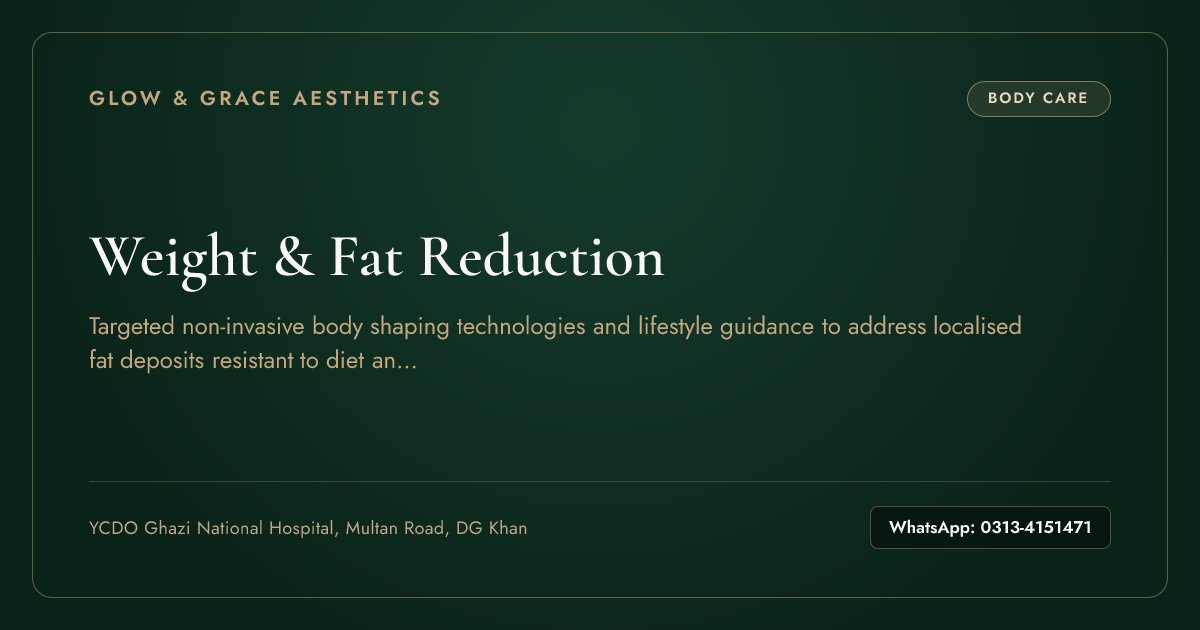 GLOW & GRACE AESTHETICS
BODY CARE
Weight & Fat Reduction
Targeted non-invasive body shaping technologies and lifestyle guidance to address localised
fat deposits resistant to diet an...
YCDO Ghazi National Hospital, Multan Road, DG Khan
WhatsApp: 0313-4151471